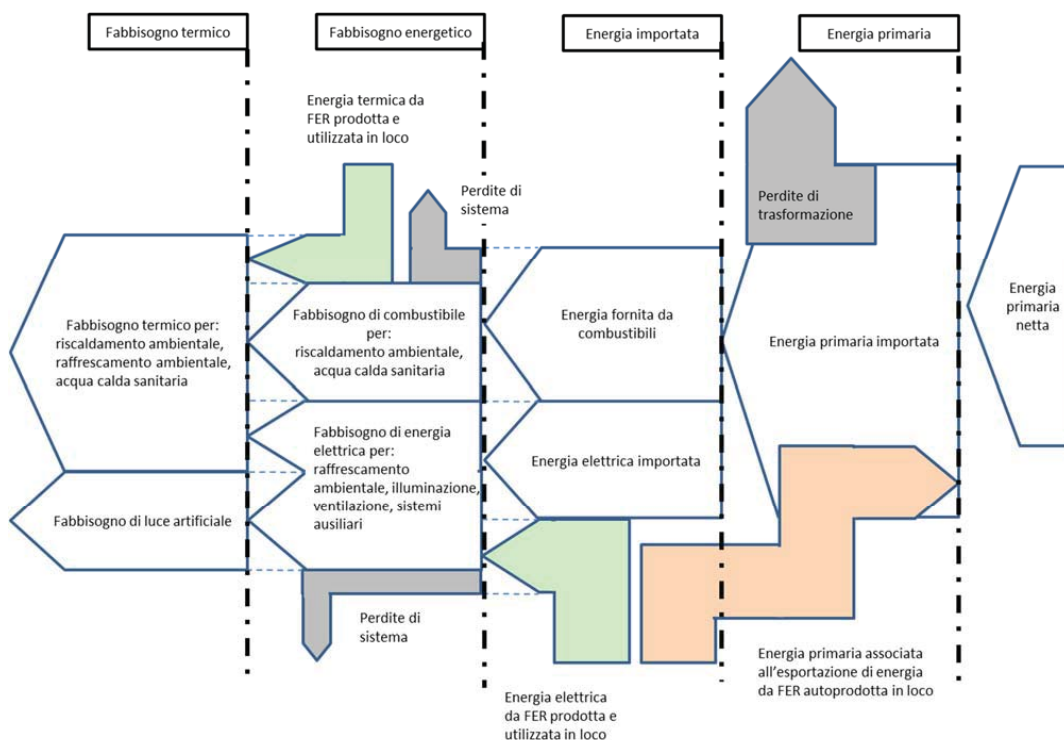 Fabbisogno termico
Fabbisogno energetico
Energia importata
Energia primaria
Energia termica da
FER prodotta e
utilizzata in loco
Perdite di
sistema
Perdite di
trasformazione
Fabbisogno termico per:
riscaldamento ambientale,
raffrescamento ambientale,
acqua calda sanitaria
Fabbisogno di combustibile
per:
riscaldamento ambientale,
acqua calda sanitaria
Energia fornita da
combustibili
Energia primaria importata
Energia
primaria
netta
Fabbisogno di luce artificiale
Fabbisogno di energia
elettrica per:
raffrescamento
ambientale, illuminazione,
ventilazione, sistemi
ausiliari
Energia elettrica importata
Perdite di
sistema
Energia elettrica
da FER prodotta e
utilizzata in loco
Energia primaria associata
all'esportazione di energia
da FER autoprodotta in loco